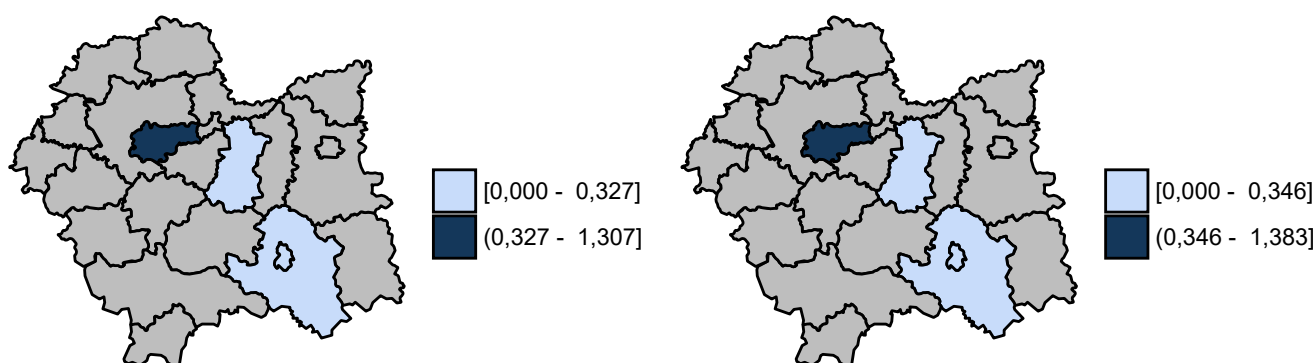 [0,000 - 0,327]
(0,327 - 1,307]
[0,000 - 0,346]
(0,346 - 1,383]